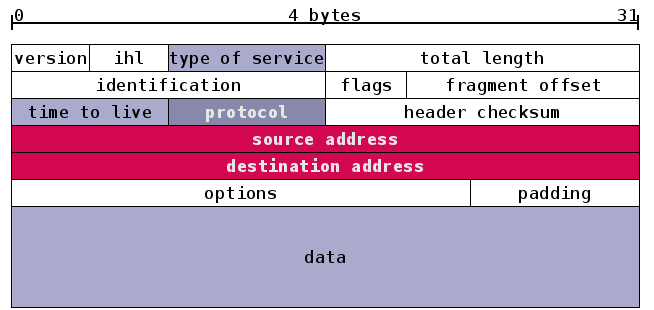 0 4 bytes 31
version ihl type of service total length
identification flags fragment offset
time to live protocol header checksum
source address
destination address
options padding
data